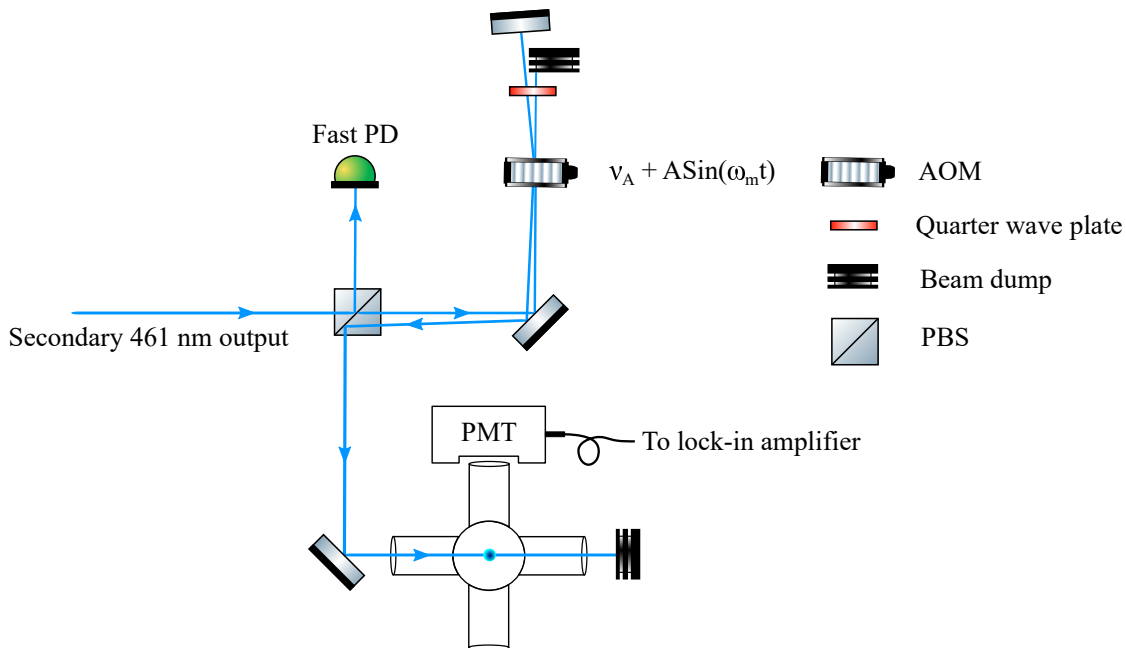 Fast PD
ν_A + ASin(ω_m t)
AOM
Quarter wave plate
Beam dump
Secondary 461 nm output
PBS
PMT
To lock-in amplifier